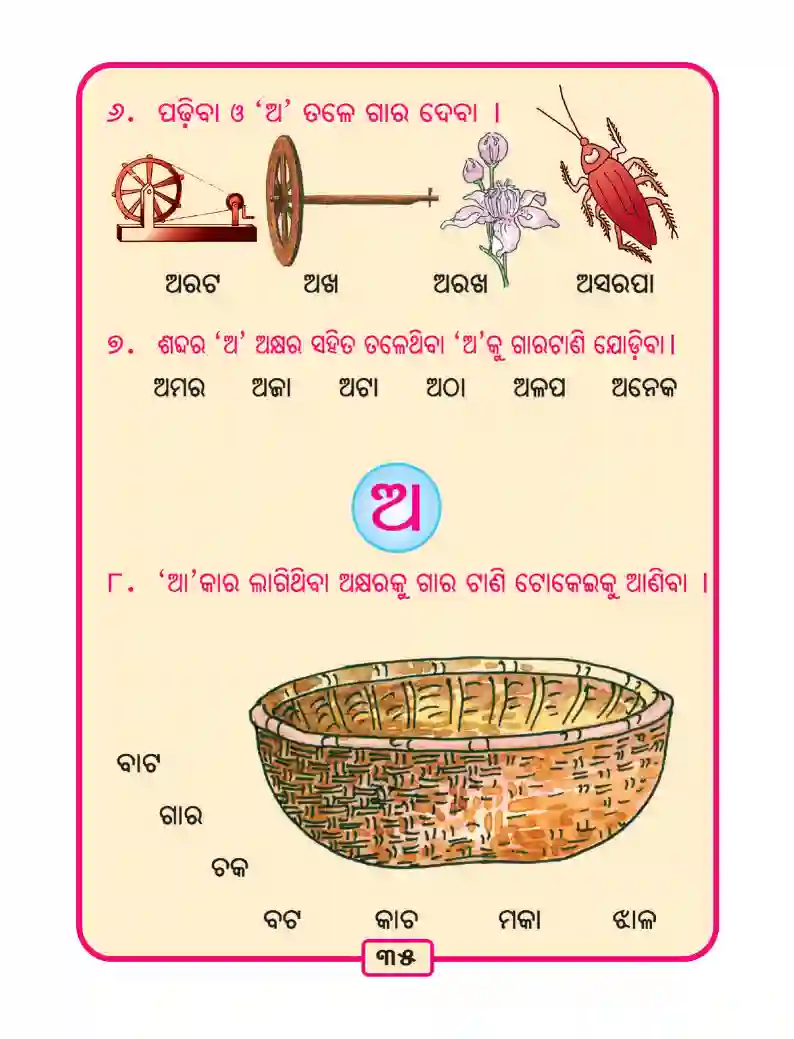 ୬. ପଢ଼ିବା ଓ ‘ଅ’ ତଳେ ଗାର ଦେବା ।
ଅରଟ ଅଖ ଅରଖ ଅସରପା
୭. ଶବ୍ଦର ‘ଅ’ ଅକ୍ଷର ସହିତ ତଳେଥିବା ‘ଅ’କୁ ଗାରଟାଣି ଯୋଡ଼ିବା।
ଅମର ଅଜା ଅଟା ଅଠା ଅଳପ ଅନେକ
ଅ
୮. ‘ଆ’କାର ଲାଗିଥିବା ଅକ୍ଷରକୁ ଗାର ଟାଣି ଟୋକେଇକୁ ଆଣିବା ।
ବାଟ
ଗାର
ଚକ
ବଟ କାଚ ମକା ଝାଳ
୩୫